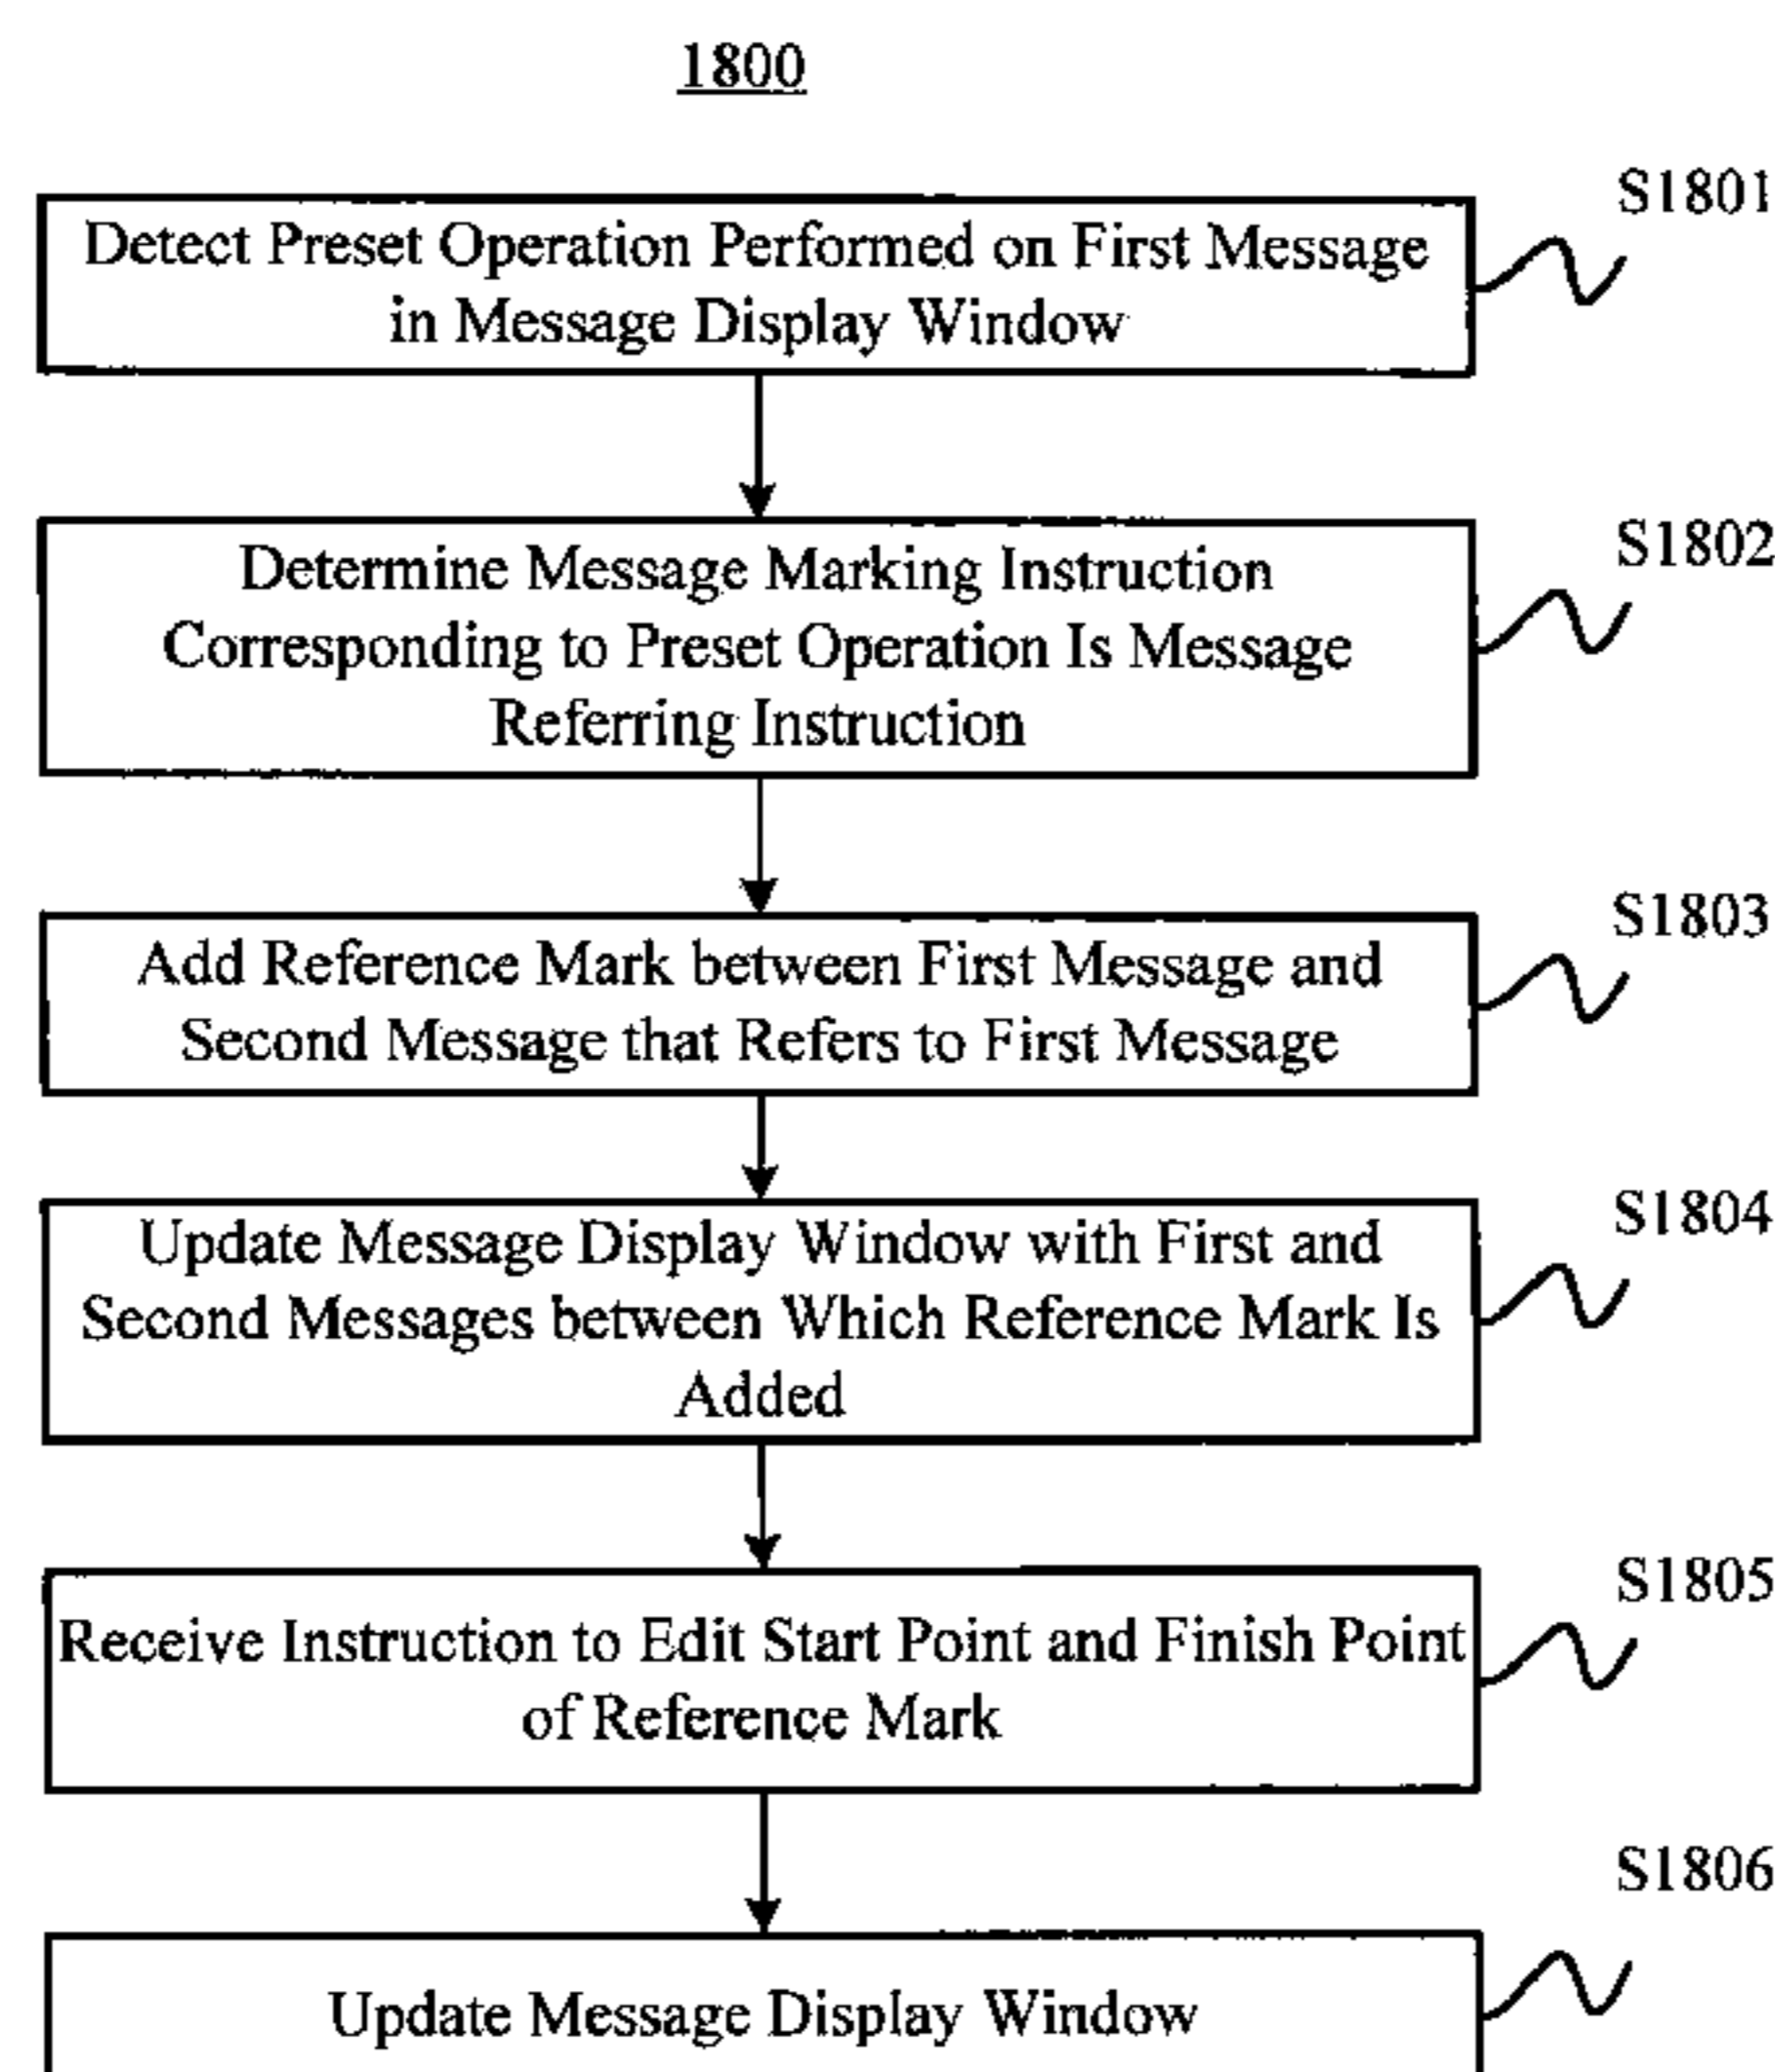 1800
S1801
Detect Preset Operation Performed on First Message
in Message Display Window
S1802
Determine Message Marking Instruction
Corresponding to Preset Operation Is Message
Referring Instruction
S1803
Add Reference Mark between First Message and
Second Message that Refers to First Message
S1804
Update Message Display Window with First and
Second Messages between Which Reference Mark Is
Added
S1805
Receive Instruction to Edit Start Point and Finish Point
of Reference Mark
S1806
Update Message Display Window